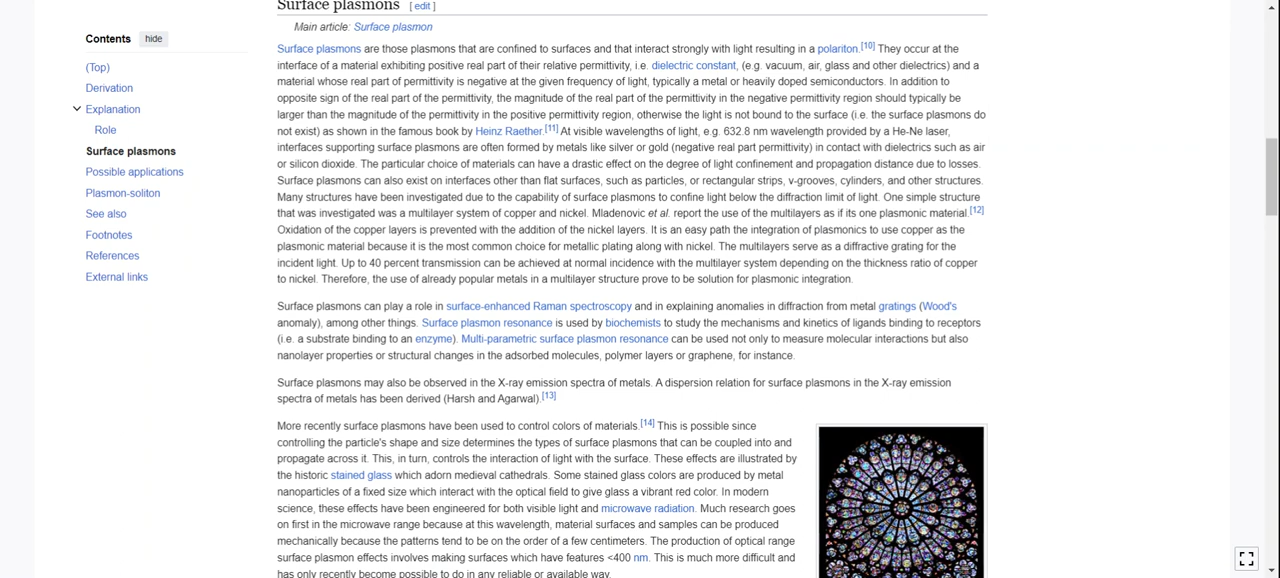 Surface plasmons [ edit ]
Main article: Surface plasmon
Contents hide
(Top)
Derivation
Explanation
Role
Surface plasmons
Possible applications
Plasmon-soliton
See also
Footnotes
References
External links
Surface plasmons are those plasmons that are confined to surfaces and that interact strongly with light resulting in a polariton.[10] They occur at the
interface of a material exhibiting positive real part of their relative permittivity, i.e. dielectric constant, (e.g. vacuum, air, glass and other dielectrics) and a
material whose real part of permittivity is negative at the given frequency of light, typically a metal or heavily doped semiconductors. In addition to
opposite sign of the real part of the permittivity, the magnitude of the real part of the permittivity in the negative permittivity region should typically be
larger than the magnitude of the permittivity in the positive permittivity region, otherwise the light is not bound to the surface (i.e. the surface plasmons do
not exist) as shown in the famous book by Heinz Raether.[11] At visible wavelengths of light, e.g. 632.8 nm wavelength provided by a He-Ne laser,
interfaces supporting surface plasmons are often formed by metals like silver or gold (negative real part permittivity) in contact with dielectrics such as air
or silicon dioxide. The particular choice of materials can have a drastic effect on the degree of light confinement and propagation distance due to losses.
Surface plasmons can also exist on interfaces other than flat surfaces, such as particles, or rectangular strips, v-grooves, cylinders, and other structures.
Many structures have been investigated due to the capability of surface plasmons to confine light below the diffraction limit of light. One simple structure
that was investigated was a multilayer system of copper and nickel. Mladenovic et al. report the use of the multilayers as if its one plasmonic material.[12]
Oxidation of the copper layers is prevented with the addition of the nickel layers. It is an easy path the integration of plasmonics to use copper as the
plasmonic material because it is the most common choice for metallic plating along with nickel. The multilayers serve as a diffractive grating for the
incident light. Up to 40 percent transmission can be achieved at normal incidence with the multilayer system depending on the thickness ratio of copper
to nickel. Therefore, the use of already popular metals in a multilayer structure prove to be solution for plasmonic integration.
Surface plasmons can play a role in surface-enhanced Raman spectroscopy and in explaining anomalies in diffraction from metal gratings (Wood's
anomaly), among other things. Surface plasmon resonance is used by biochemists to study the mechanisms and kinetics of ligands binding to receptors
(i.e. a substrate binding to an enzyme). Multi-parametric surface plasmon resonance can be used not only to measure molecular interactions but also
nanolayer properties or structural changes in the adsorbed molecules, polymer layers or graphene, for instance.
Surface plasmons may also be observed in the X-ray emission spectra of metals. A dispersion relation for surface plasmons in the X-ray emission
spectra of metals has been derived (Harsh and Agarwal).[13]
More recently surface plasmons have been used to control colors of materials.[14] This is possible since
controlling the particle's shape and size determines the types of surface plasmons that can be coupled into and
propagate across it. This, in turn, controls the interaction of light with the surface. These effects are illustrated by
the historic stained glass which adorn medieval cathedrals. Some stained glass colors are produced by metal
nanoparticles of a fixed size which interact with the optical field to give glass a vibrant red color. In modern
science, these effects have been engineered for both visible light and microwave radiation. Much research goes
on first in the microwave range because at this wavelength, material surfaces and samples can be produced
mechanically because the patterns tend to be on the order of a few centimeters. The production of optical range
surface plasmon effects involves making surfaces which have features <400 nm. This is much more difficult and
has only recently become possible to do in any reliable or available way.